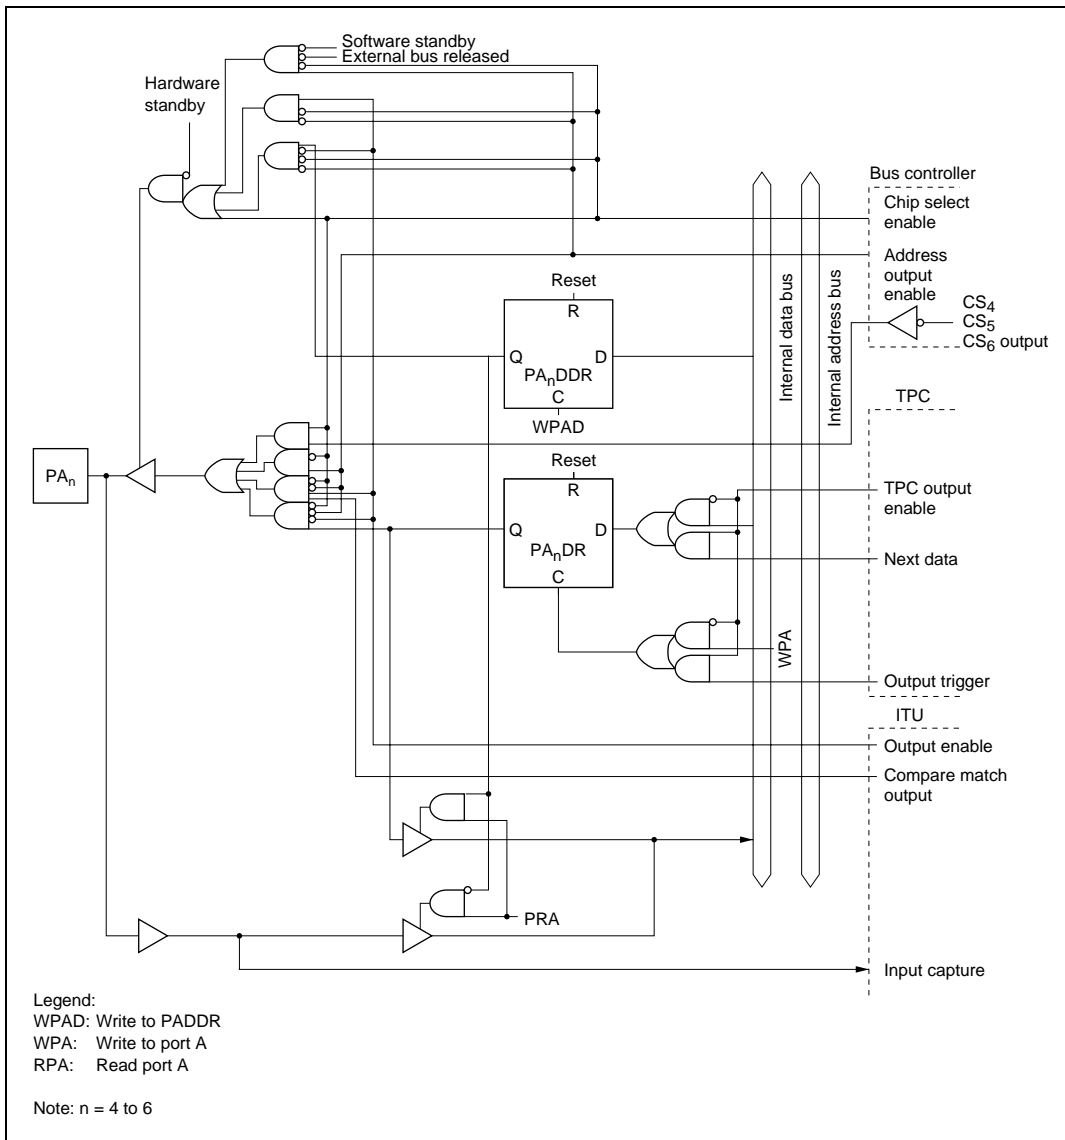 Software standby
External bus released
Hardware
standby
Bus controller
Chip select
enable
Address
output
enable
CS4
CS5
CS6 output
Internal data bus
Internal address bus
Reset
R
Q
D
PAnDDR
C
WPAD
TPC
PAn
Reset
R
Q
D
PAnDR
C
TPC output
enable
Next data
WPA
Output trigger
ITU
Output enable
Compare match
output
PRA
Input capture
Legend:
WPAD: Write to PADDR
WPA: Write to port A
RPA: Read port A
Note: n = 4 to 6